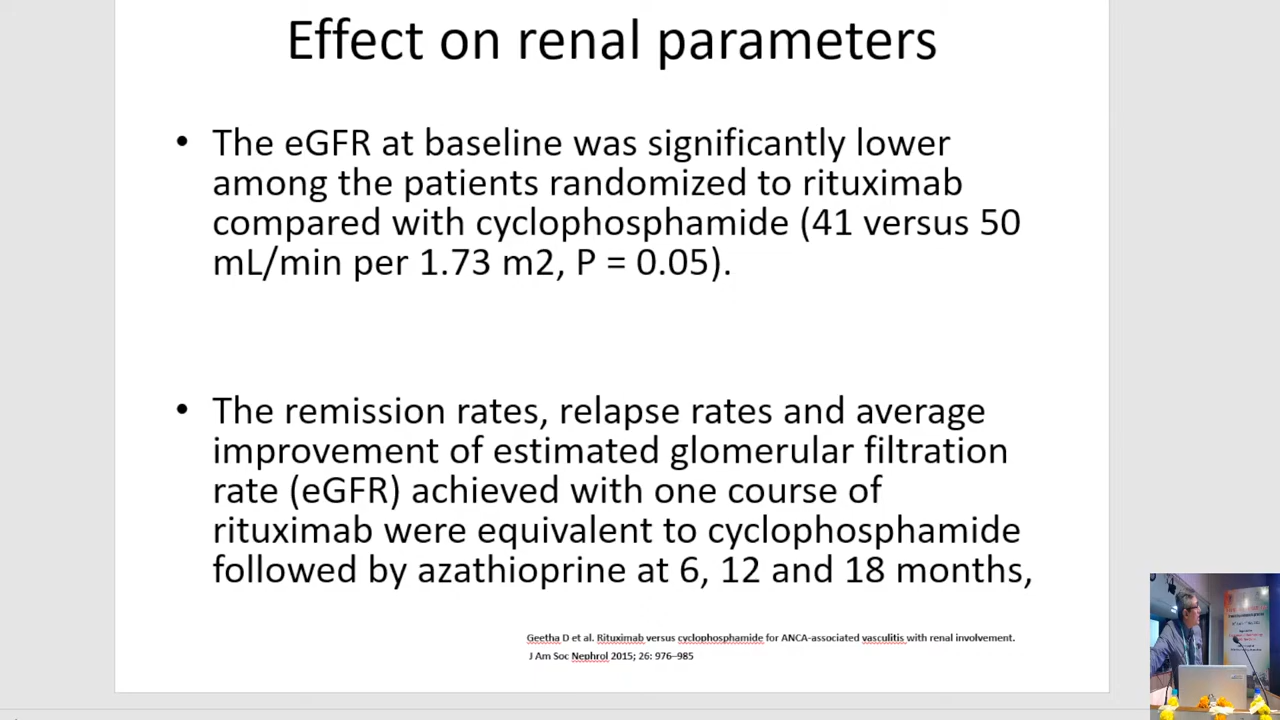 Effect on renal parameters
• The eGFR at baseline was significantly lower
among the patients randomized to rituximab
compared with cyclophosphamide (41 versus 50
mL/min per 1.73 m2, P = 0.05).
• The remission rates, relapse rates and average
improvement of estimated glomerular filtration
rate (eGFR) achieved with one course of
rituximab were equivalent to cyclophosphamide
followed by azathioprine at 6, 12 and 18 months,
Geetha D et al. Rituximab versus cyclophosphamide for ANCA-associated vasculitis with renal involvement.
J Am Soc Nephrol 2015; 26: 976–985